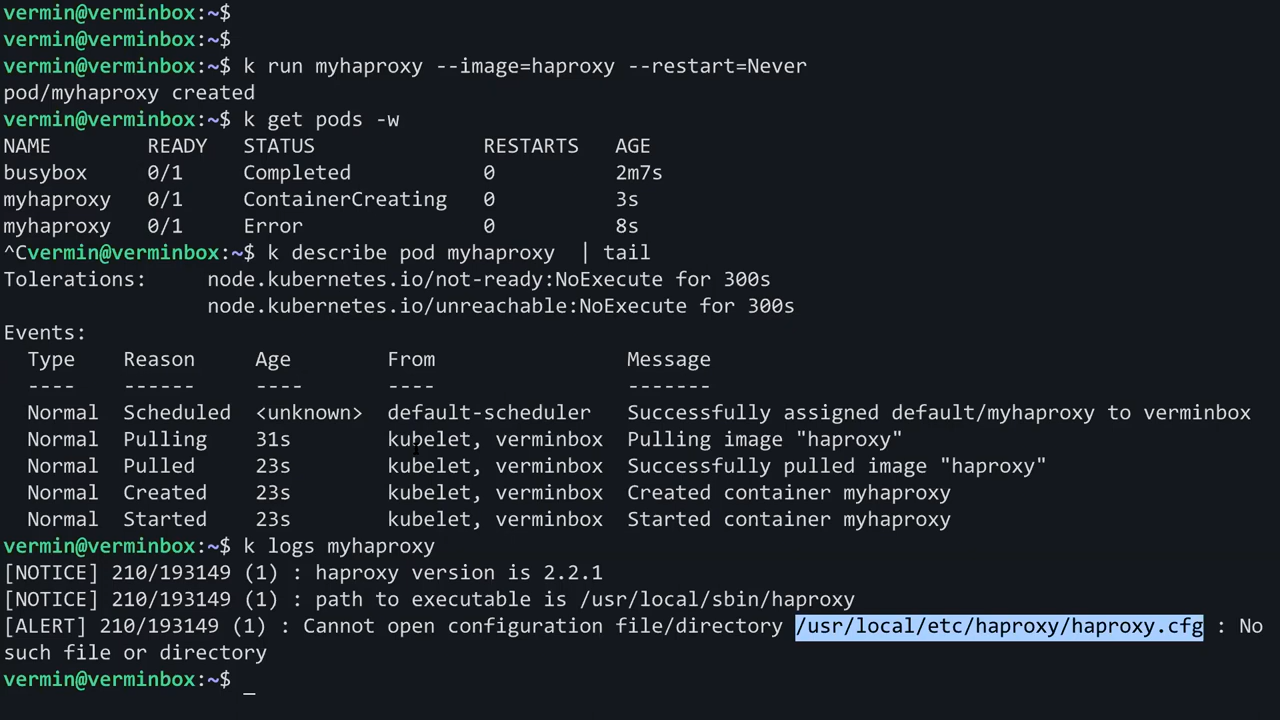 vermin@verminbox:~$
vermin@verminbox:~$
vermin@verminbox:~$ k run myhaproxy --image=haproxy --restart=Never
pod/myhaproxy created
vermin@verminbox:~$ k get pods -w
NAME READY STATUS RESTARTS AGE
busybox 0/1 Completed 0 2m7s
myhaproxy 0/1 ContainerCreating 0 3s
myhaproxy 0/1 Error 0 8s
^Cvermin@verminbox:~$ k describe pod myhaproxy | tail
Tolerations: node.kubernetes.io/not-ready:NoExecute for 300s
node.kubernetes.io/unreachable:NoExecute for 300s
Events:
Type Reason Age From Message
---- ------ ---- ---- -------
Normal Scheduled <unknown> default-scheduler Successfully assigned default/myhaproxy to verminbox
Normal Pulling 31s kubelet, verminbox Pulling image "haproxy"
Normal Pulled 23s kubelet, verminbox Successfully pulled image "haproxy"
Normal Created 23s kubelet, verminbox Created container myhaproxy
Normal Started 23s kubelet, verminbox Started container myhaproxy
vermin@verminbox:~$ k logs myhaproxy
[NOTICE] 210/193149 (1) : haproxy version is 2.2.1
[NOTICE] 210/193149 (1) : path to executable is /usr/local/sbin/haproxy
[ALERT] 210/193149 (1) : Cannot open configuration file/directory /usr/local/etc/haproxy/haproxy.cfg : No
such file or directory
vermin@verminbox:~$ _